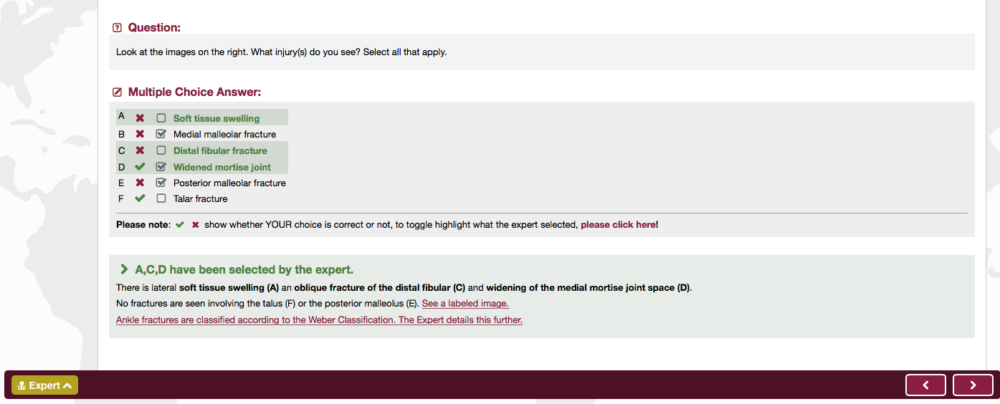 Question:
Look at the images on the right. What injury(s) do you see? Select all that apply.
Multiple Choice Answer:
A Soft tissue swelling
B Medial malleolar fracture
C Distal fibular fracture
D Widened mortise joint
E Posterior malleolar fracture
F Talar fracture
Please note: show whether YOUR choice is correct or not, to toggle highlight what the expert selected, please click here!
A,C,D have been selected by the expert.
There is lateral soft tissue swelling (A) an oblique fracture of the distal fibular (C) and widening of the medial mortise joint space (D).
No fractures are seen involving the talus (F) or the posterior malleolus (E). See a labeled image.
Ankle fractures are classified according to the Weber Classification. The Expert details this further.
Expert